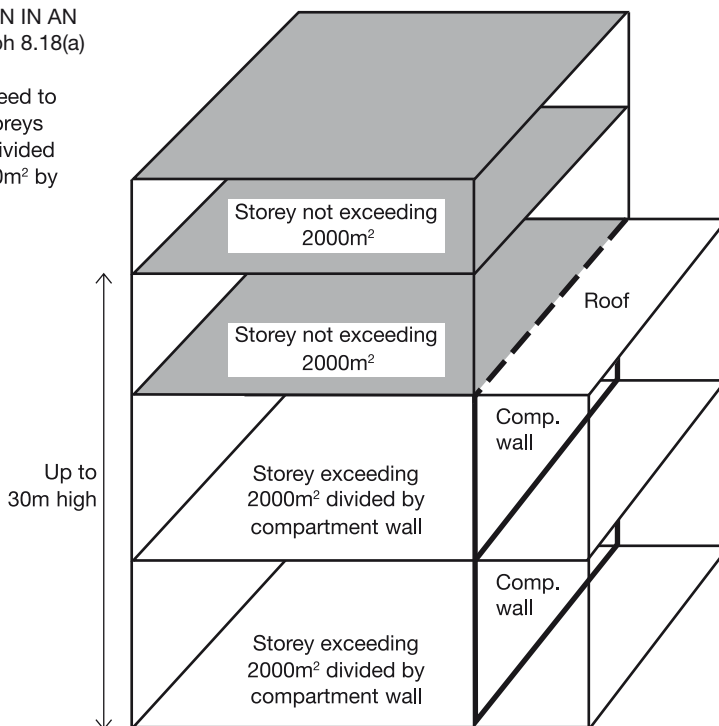 N IN AN
ph 8.18(a)
eed to
oreys
ivided
0m² by
Storey not exceeding
2000m²
Roof
Storey not exceeding
2000m²
Comp.
wall
Up to
30m high
Storey exceeding
2000m² divided by
compartment wall
Comp.
wall
Storey exceeding
2000m² divided by
compartment wall